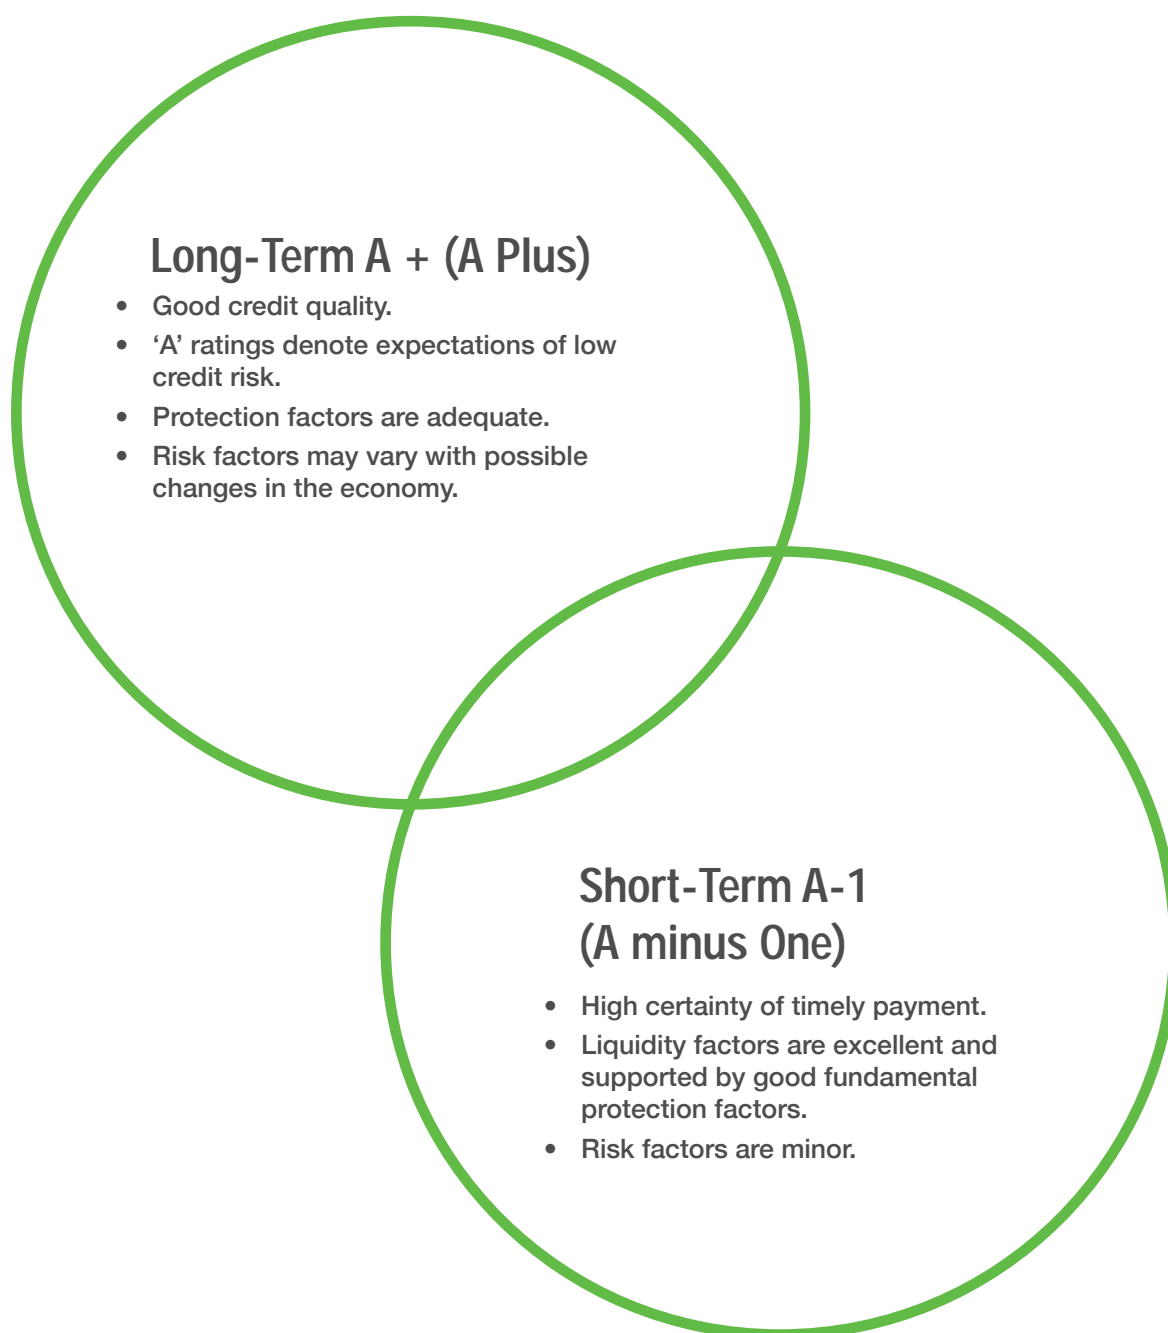 Long-Term A + (A Plus)
• Good credit quality.
• ‘A’ ratings denote expectations of low
credit risk.
• Protection factors are adequate.
• Risk factors may vary with possible
changes in the economy.
Short-Term A-1
(A minus One)
• High certainty of timely payment.
• Liquidity factors are excellent and
supported by good fundamental
protection factors.
• Risk factors are minor.